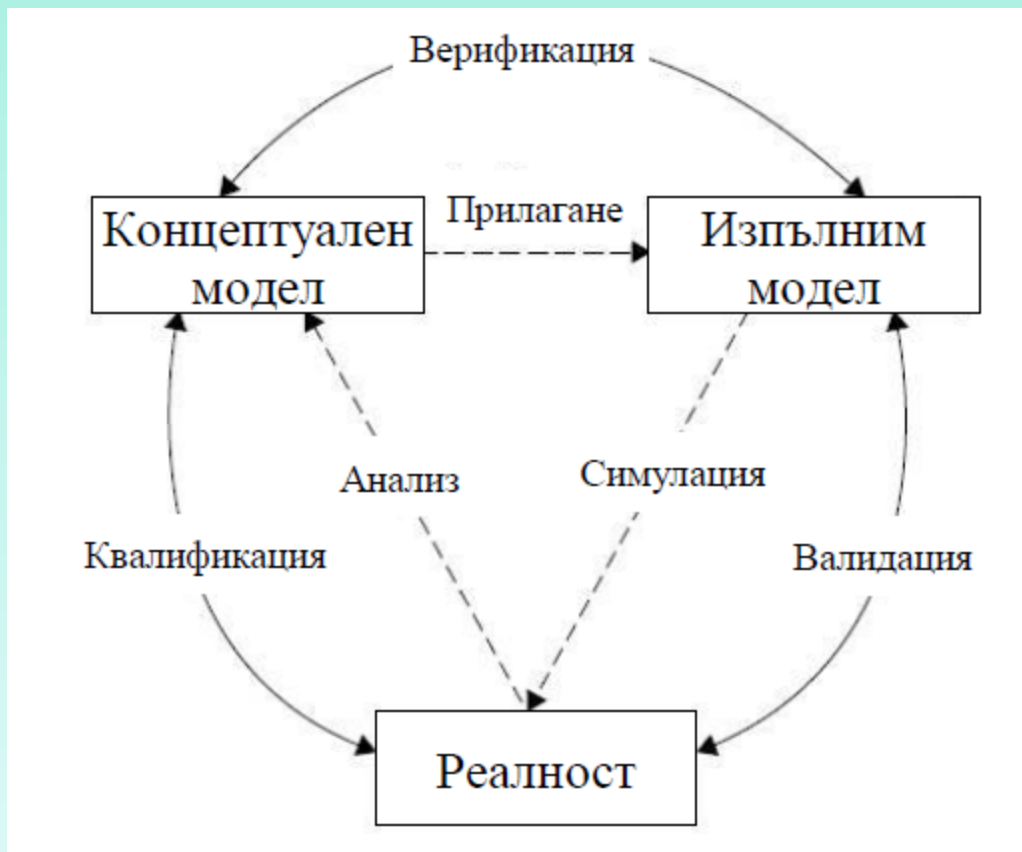 Верификация
Прилагане
Концептуален
модел
Изпълним
модел
Анализ
Симулация
Квалификация
Валидация
Реалност